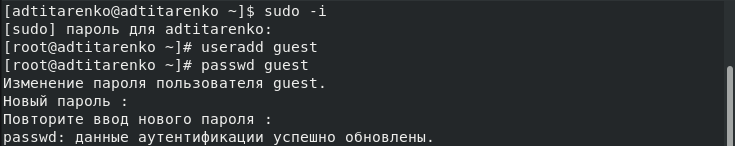 [adtitarenko@adtitarenko ~]$ sudo -i
[sudo] пароль для adtitarenko:
[root@adtitarenko ~]# useradd guest
[root@adtitarenko ~]# passwd guest
Изменение пароля пользователя guest.
Новый пароль :
Повторите ввод нового пароля :
passwd: данные аутентификации успешно обновлены.